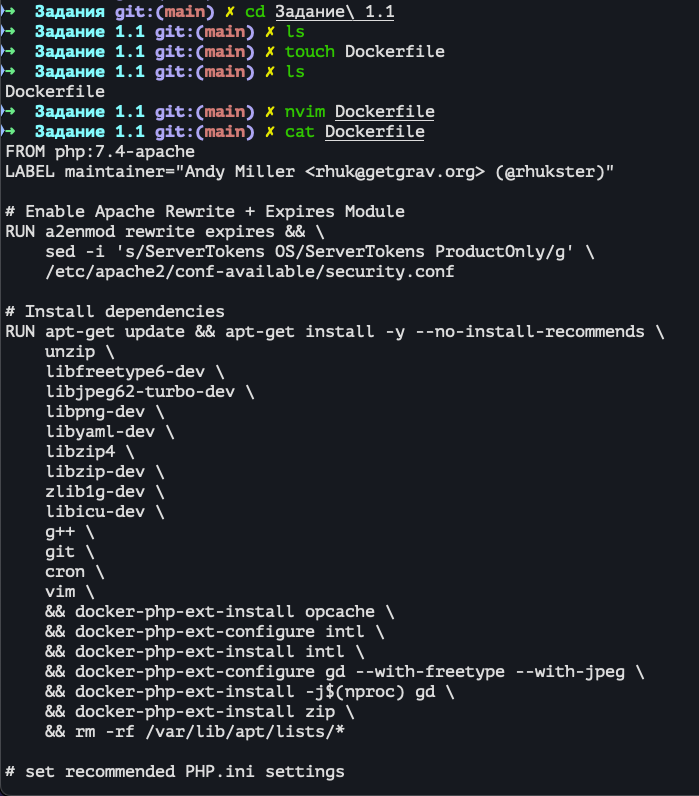 ➜  Задания git:(main) ✗ cd Задание\ 1.1
➜  Задание 1.1 git:(main) ✗ ls
➜  Задание 1.1 git:(main) ✗ touch Dockerfile
➜  Задание 1.1 git:(main) ✗ ls
Dockerfile
➜  Задание 1.1 git:(main) ✗ nvim Dockerfile
➜  Задание 1.1 git:(main) ✗ cat Dockerfile
FROM php:7.4-apache
LABEL maintainer="Andy Miller <rhuk@getgrav.org> (@rhukster)"

# Enable Apache Rewrite + Expires Module
RUN a2enmod rewrite expires && \
    sed -i 's/ServerTokens OS/ServerTokens ProductOnly/g' \
    /etc/apache2/conf-available/security.conf

# Install dependencies
RUN apt-get update && apt-get install -y --no-install-recommends \
    unzip \
    libfreetype6-dev \
    libjpeg62-turbo-dev \
    libpng-dev \
    libyaml-dev \
    libzip4 \
    libzip-dev \
    zlib1g-dev \
    libicu-dev \
    g++ \
    git \
    cron \
    vim \
    && docker-php-ext-install opcache \
    && docker-php-ext-configure intl \
    && docker-php-ext-install intl \
    && docker-php-ext-configure gd --with-freetype --with-jpeg \
    && docker-php-ext-install -j$(nproc) gd \
    && docker-php-ext-install zip \
    && rm -rf /var/lib/apt/lists/*

# set recommended PHP.ini settings